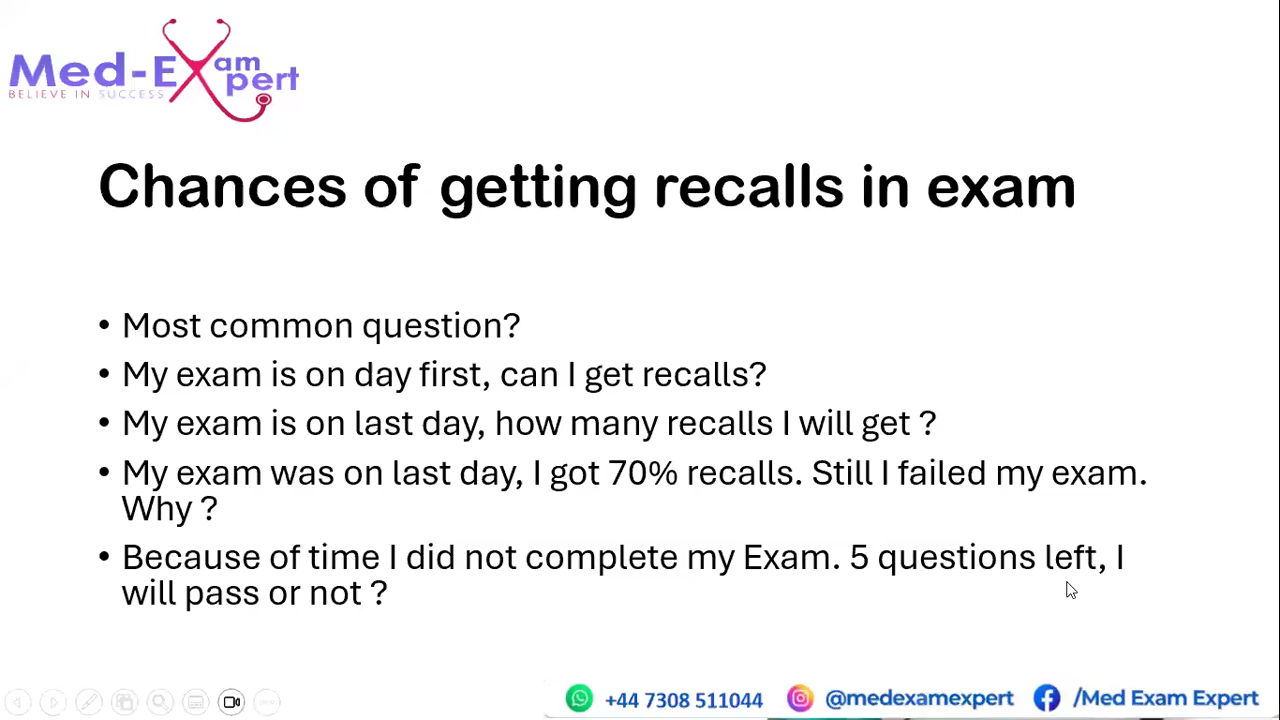 Med-Exam
pert
BELIEVE IN SUCCESS
Chances of getting recalls in exam
• Most common question?
• My exam is on day first, can I get recalls?
• My exam is on last day, how many recalls I will get ?
• My exam was on last day, I got 70% recalls. Still I failed my exam.
Why ?
• Because of time I did not complete my Exam. 5 questions left, I
will pass or not ?
+44 7308 511044 @medexamexpert /Med Exam Expert